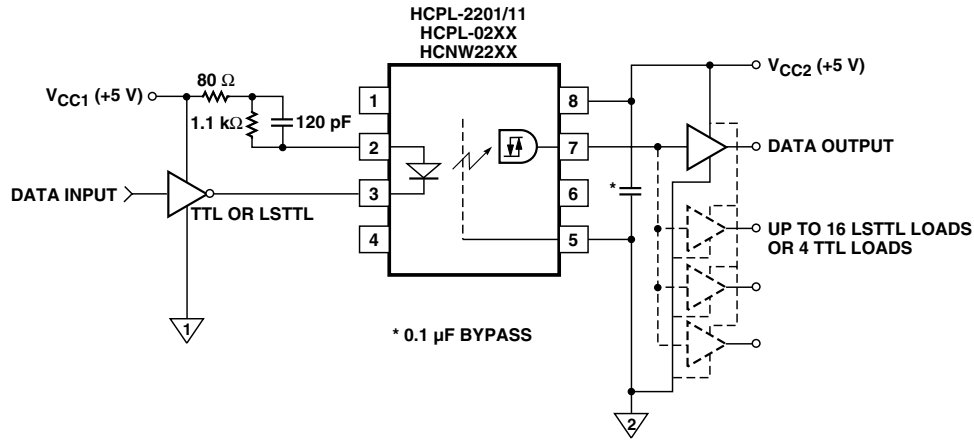 HCPL-2201/11
HCPL-02XX
HCNW22XX
80 Ω
VCC1 (+5 V)
1.1 kΩ
120 pF
1
2
3
4
8
7
6
5
VCC2 (+5 V)
DATA OUTPUT
DATA INPUT
TTL OR LSTTL
*
UP TO 16 LSTTL LOADS
OR 4 TTL LOADS
1
* 0.1 µF BYPASS
2